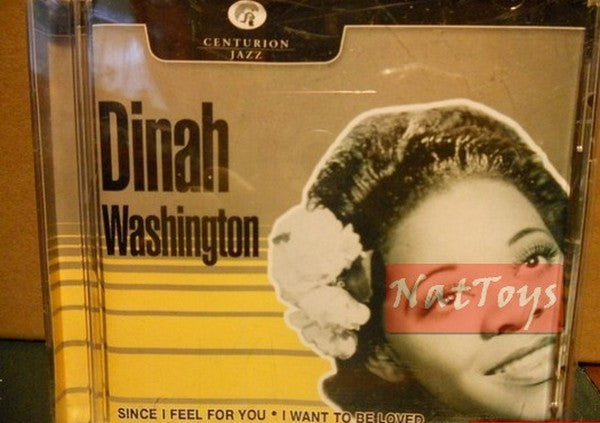 CENTURION
JAZZ
Dinah
Washington
NatToys
SINCE I FEEL FOR YOU • I WANT TO BE LOVED